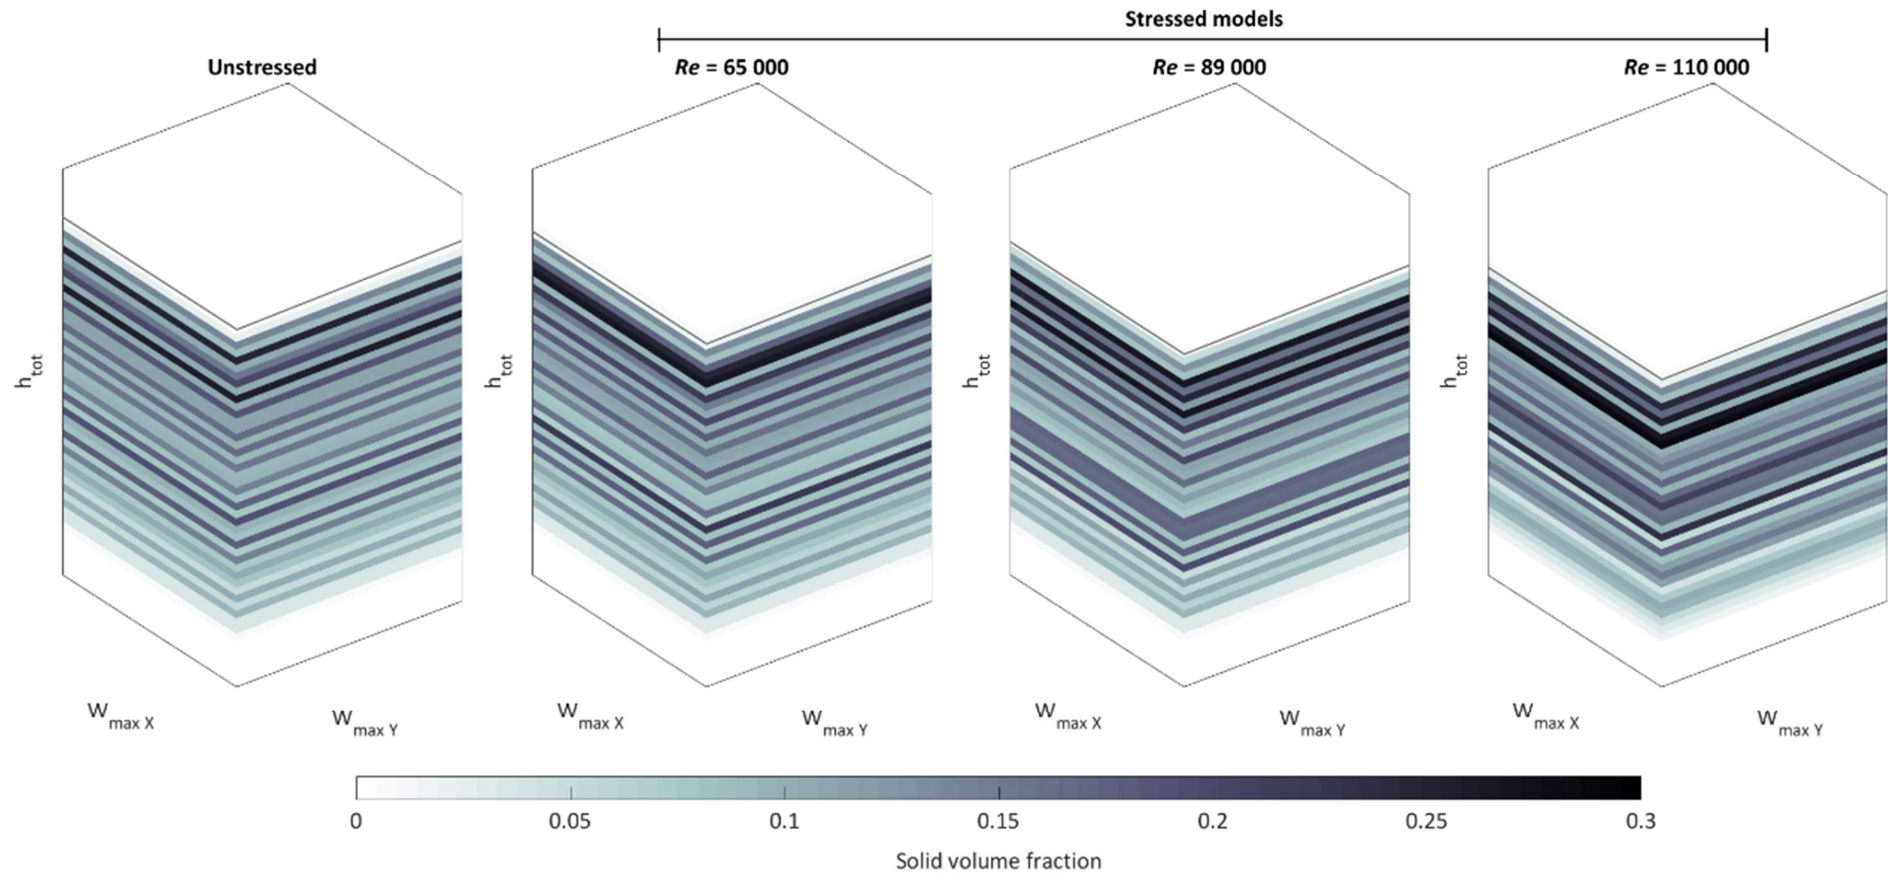 Stressed models
Unstressed
Re = 65 000
Re = 89 000
Re = 110 000
h_tot
h_tot
h_tot
h_tot
W_max X
W_max Y
W_max X
W_max Y
W_max X
W_max Y
W_max X
W_max Y
0 0.05 0.1 0.15 0.2 0.25 0.3
Solid volume fraction